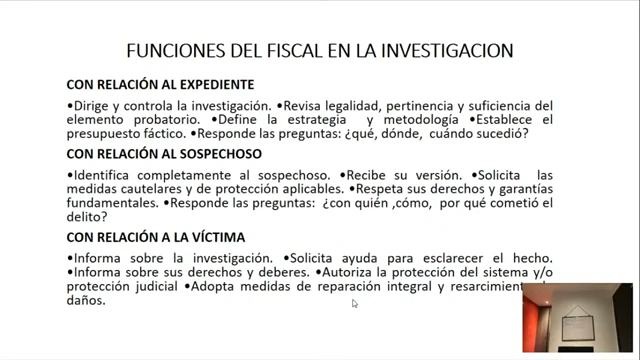 FUNCIONES DEL FISCAL EN LA INVESTIGACION
CON RELACIÓN AL EXPEDIENTE
•Dirige y controla la investigación. •Revisa legalidad, pertinencia y suficiencia del
elemento probatorio. •Define la estrategia y metodología •Establece el
presupuesto fáctico. •Responde las preguntas: ¿qué, dónde, cuándo sucedió?
CON RELACIÓN AL SOSPECHOSO
•Identifica completamente al sospechoso. •Recibe su versión. •Solicita las
medidas cautelares y de protección aplicables. •Respeta sus derechos y garantías
fundamentales. •Responde las preguntas: ¿con quién ,cómo, por qué cometió el
delito?
CON RELACIÓN A LA VÍCTIMA
•Informa sobre la investigación. •Solicita ayuda para esclarecer el hecho.
•Informa sobre sus derechos y deberes. •Autoriza la protección del sistema y/o
protección judicial •Adopta medidas de reparación integral y resarcimiento
daños.